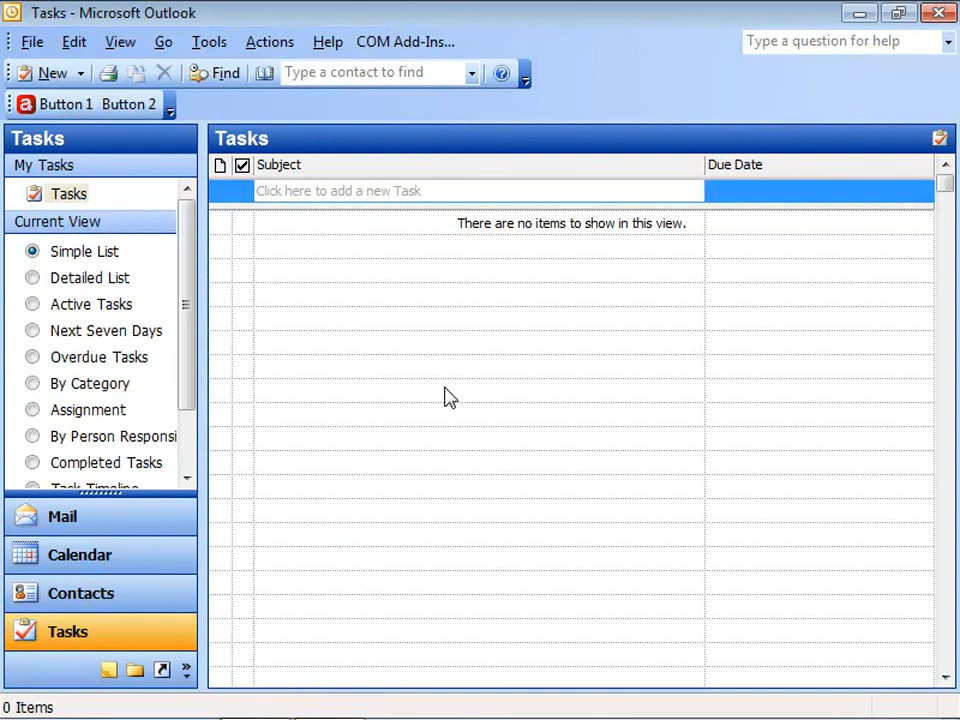 Tasks - Microsoft Outlook
File Edit View Go Tools Actions Help COM Add-Ins...
Type a question for help
New Find Type a contact to find
Button 1 Button 2
Tasks
My Tasks
Tasks
Current View
Simple List
Detailed List
Active Tasks
Next Seven Days
Overdue Tasks
By Category
Assignment
By Person Responsi
Completed Tasks
Task Timeline
Mail
Calendar
Contacts
Tasks
Tasks
Subject Due Date
Click here to add a new Task
There are no items to show in this view.
0 Items